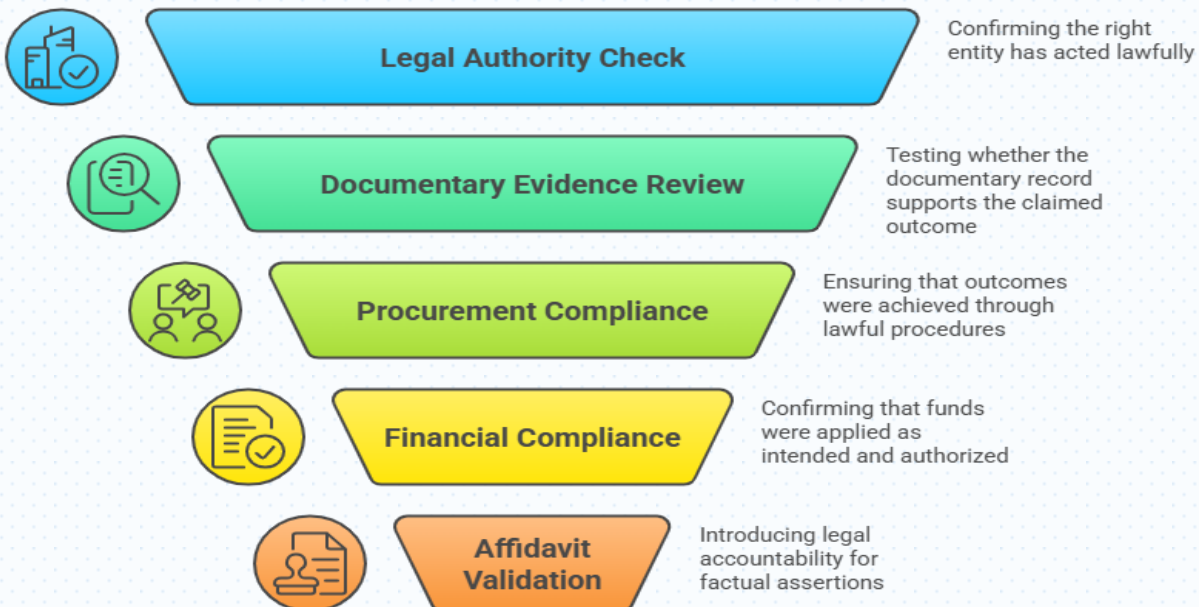 Legal Authority Check
Confirming the right
entity has acted lawfully
Documentary Evidence Review
Testing whether the
documentary record
supports the claimed
outcome
Procurement Compliance
Ensuring that outcomes
were achieved through
lawful procedures
Financial Compliance
Confirming that funds
were applied as
intended and authorized
Affidavit
Validation
Introducing legal
accountability for
factual assertions